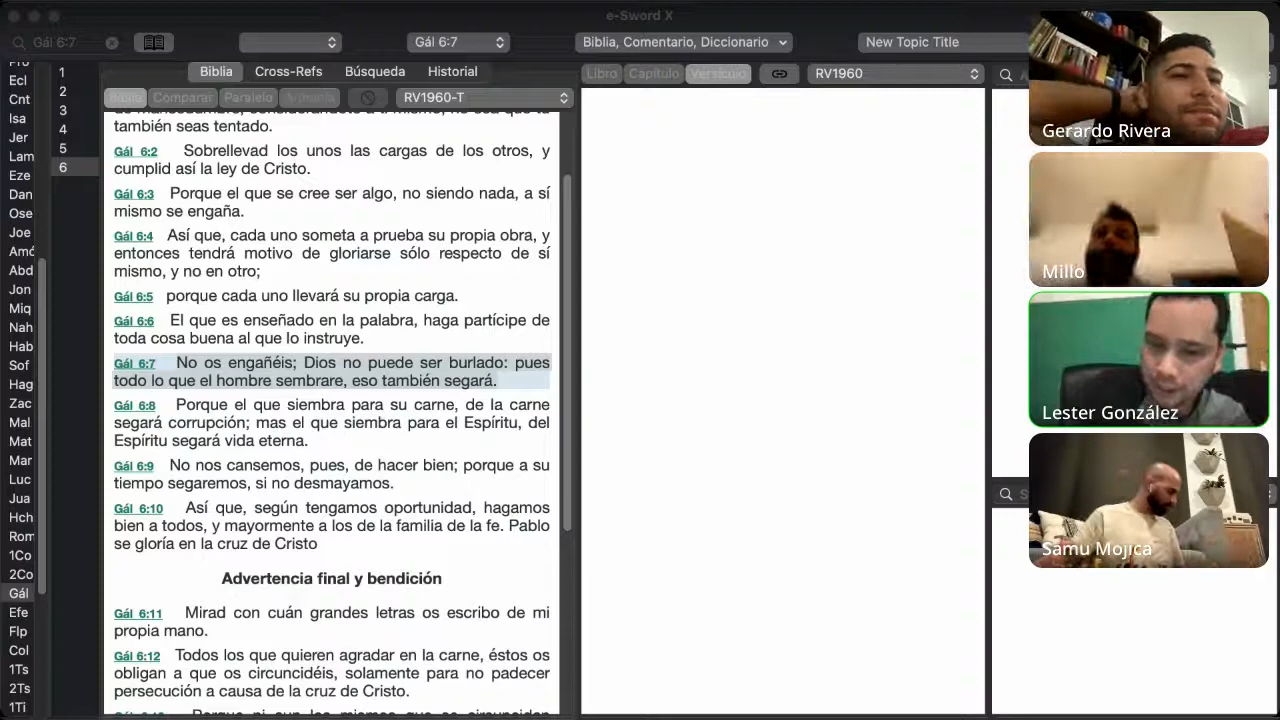 e-Sword X
Gál 6:7
Gál 6:7
Biblia, Comentario, Diccionario
New Topic Title
Biblia
Cross-Refs
Búsqueda
Historial
Libro
Capítulo
Versículo
RV1960
Biblia
Comparar
Paralelo
RV1960-T
Pro
Ecl
Cnt
Isa
Jer
Lam
Eze
Dan
Ose
Joe
Amó
Abd
Jon
Miq
Nah
Hab
Sof
Hag
Zac
Mal
Mat
Mar
Luc
Jua
Hch
Rom
1Co
2Co
Gál
Efe
Flp
Col
1Ts
2Ts
1Ti
1
2
3
4
5
6
también seas tentado.
Gál 6:2 Sobrellevad los unos las cargas de los otros, y
cumplid así la ley de Cristo.
Gál 6:3 Porque el que se cree ser algo, no siendo nada, a sí
mismo se engaña.
Gál 6:4 Así que, cada uno someta a prueba su propia obra, y
entonces tendrá motivo de gloriarse sólo respecto de sí
mismo, y no en otro;
Gál 6:5 porque cada uno llevará su propia carga.
Gál 6:6 El que es enseñado en la palabra, haga partícipe de
toda cosa buena al que lo instruye.
Gál 6:7 No os engañéis; Dios no puede ser burlado: pues
todo lo que el hombre sembrare, eso también segará.
Gál 6:8 Porque el que siembra para su carne, de la carne
segará corrupción; mas el que siembra para el Espíritu, del
Espíritu segará vida eterna.
Gál 6:9 No nos cansemos, pues, de hacer bien; porque a su
tiempo segaremos, si no desmayamos.
Gál 6:10 Así que, según tengamos oportunidad, hagamos
bien a todos, y mayormente a los de la familia de la fe. Pablo
se gloría en la cruz de Cristo
Advertencia final y bendición
Gál 6:11 Mirad con cuán grandes letras os escribo de mi
propia mano.
Gál 6:12 Todos los que quieren agradar en la carne, éstos os
obligan a que os circuncidéis, solamente para no padecer
persecución a causa de la cruz de Cristo.
Gerardo Rivera
Millo
Lester González
Samu Mojica